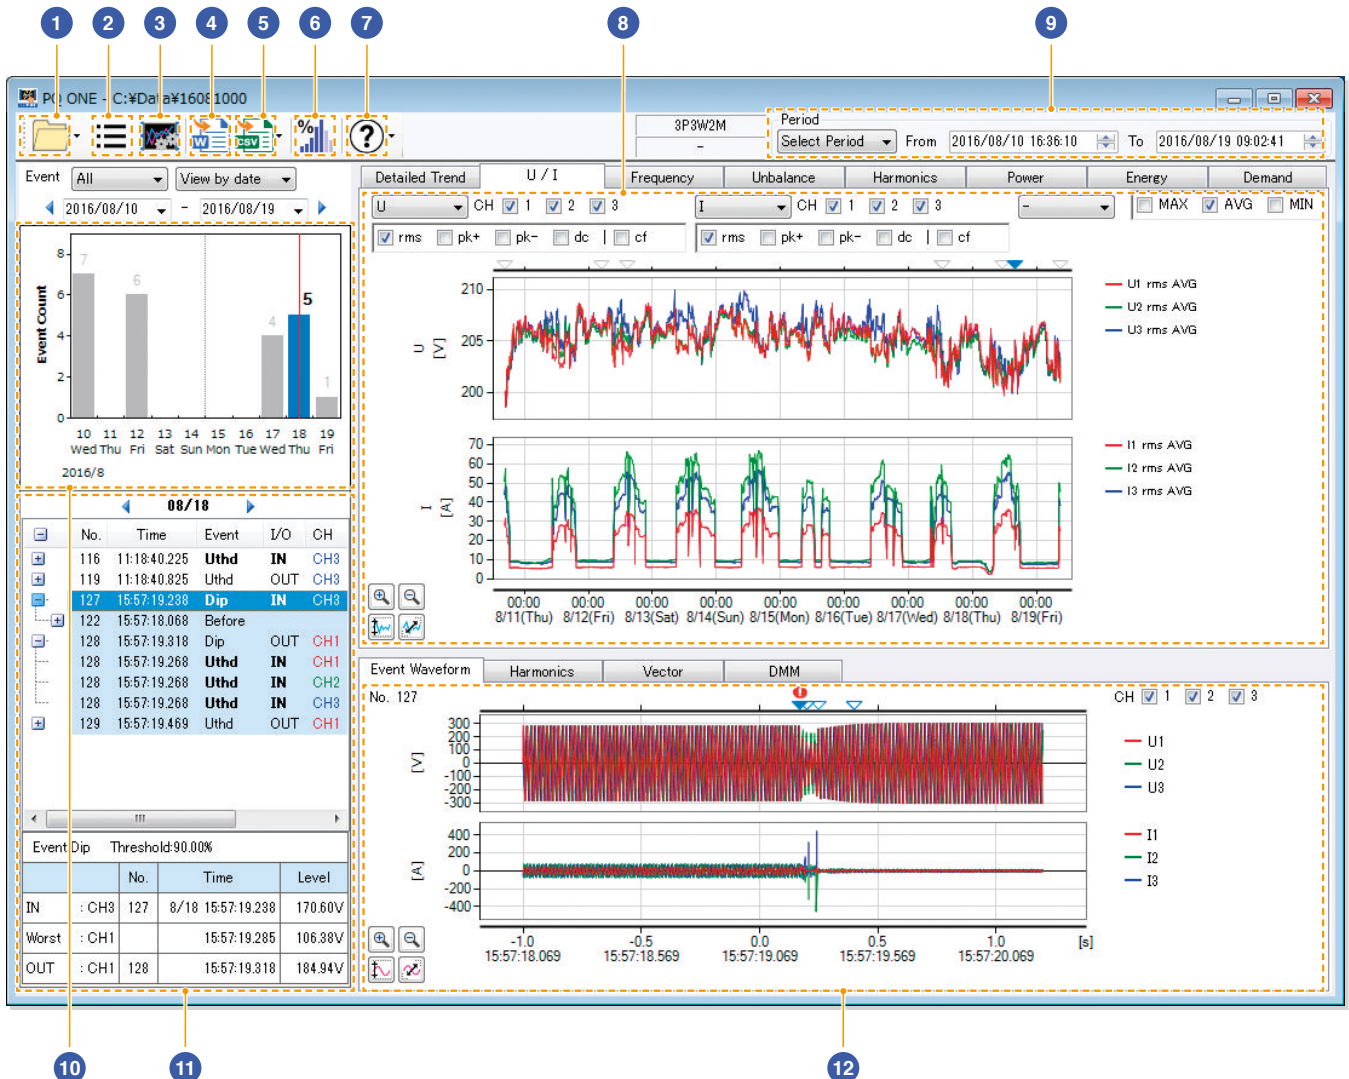 1 2 3 4 5 6 7 8 9
PQ ONE - C:¥Data¥16081000
W CSV % ?
3P3W2M
-
Period
Select Period From 2016/08/10 16:36:10 To 2016/08/19 09:02:41
Event All View by date
2016/08/10 - 2016/08/19
Detailed Trend U / I Frequency Unbalance Harmonics Power Energy Demand
U CH 1 2 3 I CH 1 2 3 - MAX AVG MIN
rms pk+ pk- dc | cf rms pk+ pk- dc | cf
Event Count
8
6
4
2
0
7 6 4 5 1
10 11 12 13 14 15 16 17 18 19
Wed Thu Fri Sat Sun Mon Tue Wed Thu Fri
2016/8
U [V]
210
205
200
U1 rms AVG
U2 rms AVG
U3 rms AVG
I [A]
70
60
50
40
30
20
10
0
I1 rms AVG
I2 rms AVG
I3 rms AVG
00:00 00:00 00:00 00:00 00:00 00:00 00:00 00:00 00:00
8/11(Thu) 8/12(Fri) 8/13(Sat) 8/14(Sun) 8/15(Mon) 8/16(Tue) 8/17(Wed) 8/18(Thu) 8/19(Fri)
08/18
No. Time Event I/O CH
116 11:18:40.225 Uthd IN CH3
119 11:18:40.825 Uthd OUT CH3
127 15:57:19.238 Dip IN CH3
122 15:57:18.068 Before
128 15:57:19.318 Dip OUT CH1
128 15:57:19.268 Uthd IN CH1
128 15:57:19.268 Uthd IN CH2
128 15:57:19.268 Uthd IN CH3
129 15:57:19.469 Uthd OUT CH1
Event:Dip Threshold:90.00%
No. Time Level
IN : CH3 127 8/18 15:57:19.238 170.60V
Worst : CH1 15:57:19.285 106.38V
OUT : CH1 128 15:57:19.318 184.94V
Event Waveform Harmonics Vector DMM
No. 127
CH 1 2 3
[V]
300
200
100
0
-100
-200
-300
U1
U2
U3
[A]
400
200
0
-200
-400
I1
I2
I3
-1.0 -0.5 0.0 0.5 1.0 [s]
15:57:18.069 15:57:18.569 15:57:19.069 15:57:19.569 15:57:20.069
10 11 12